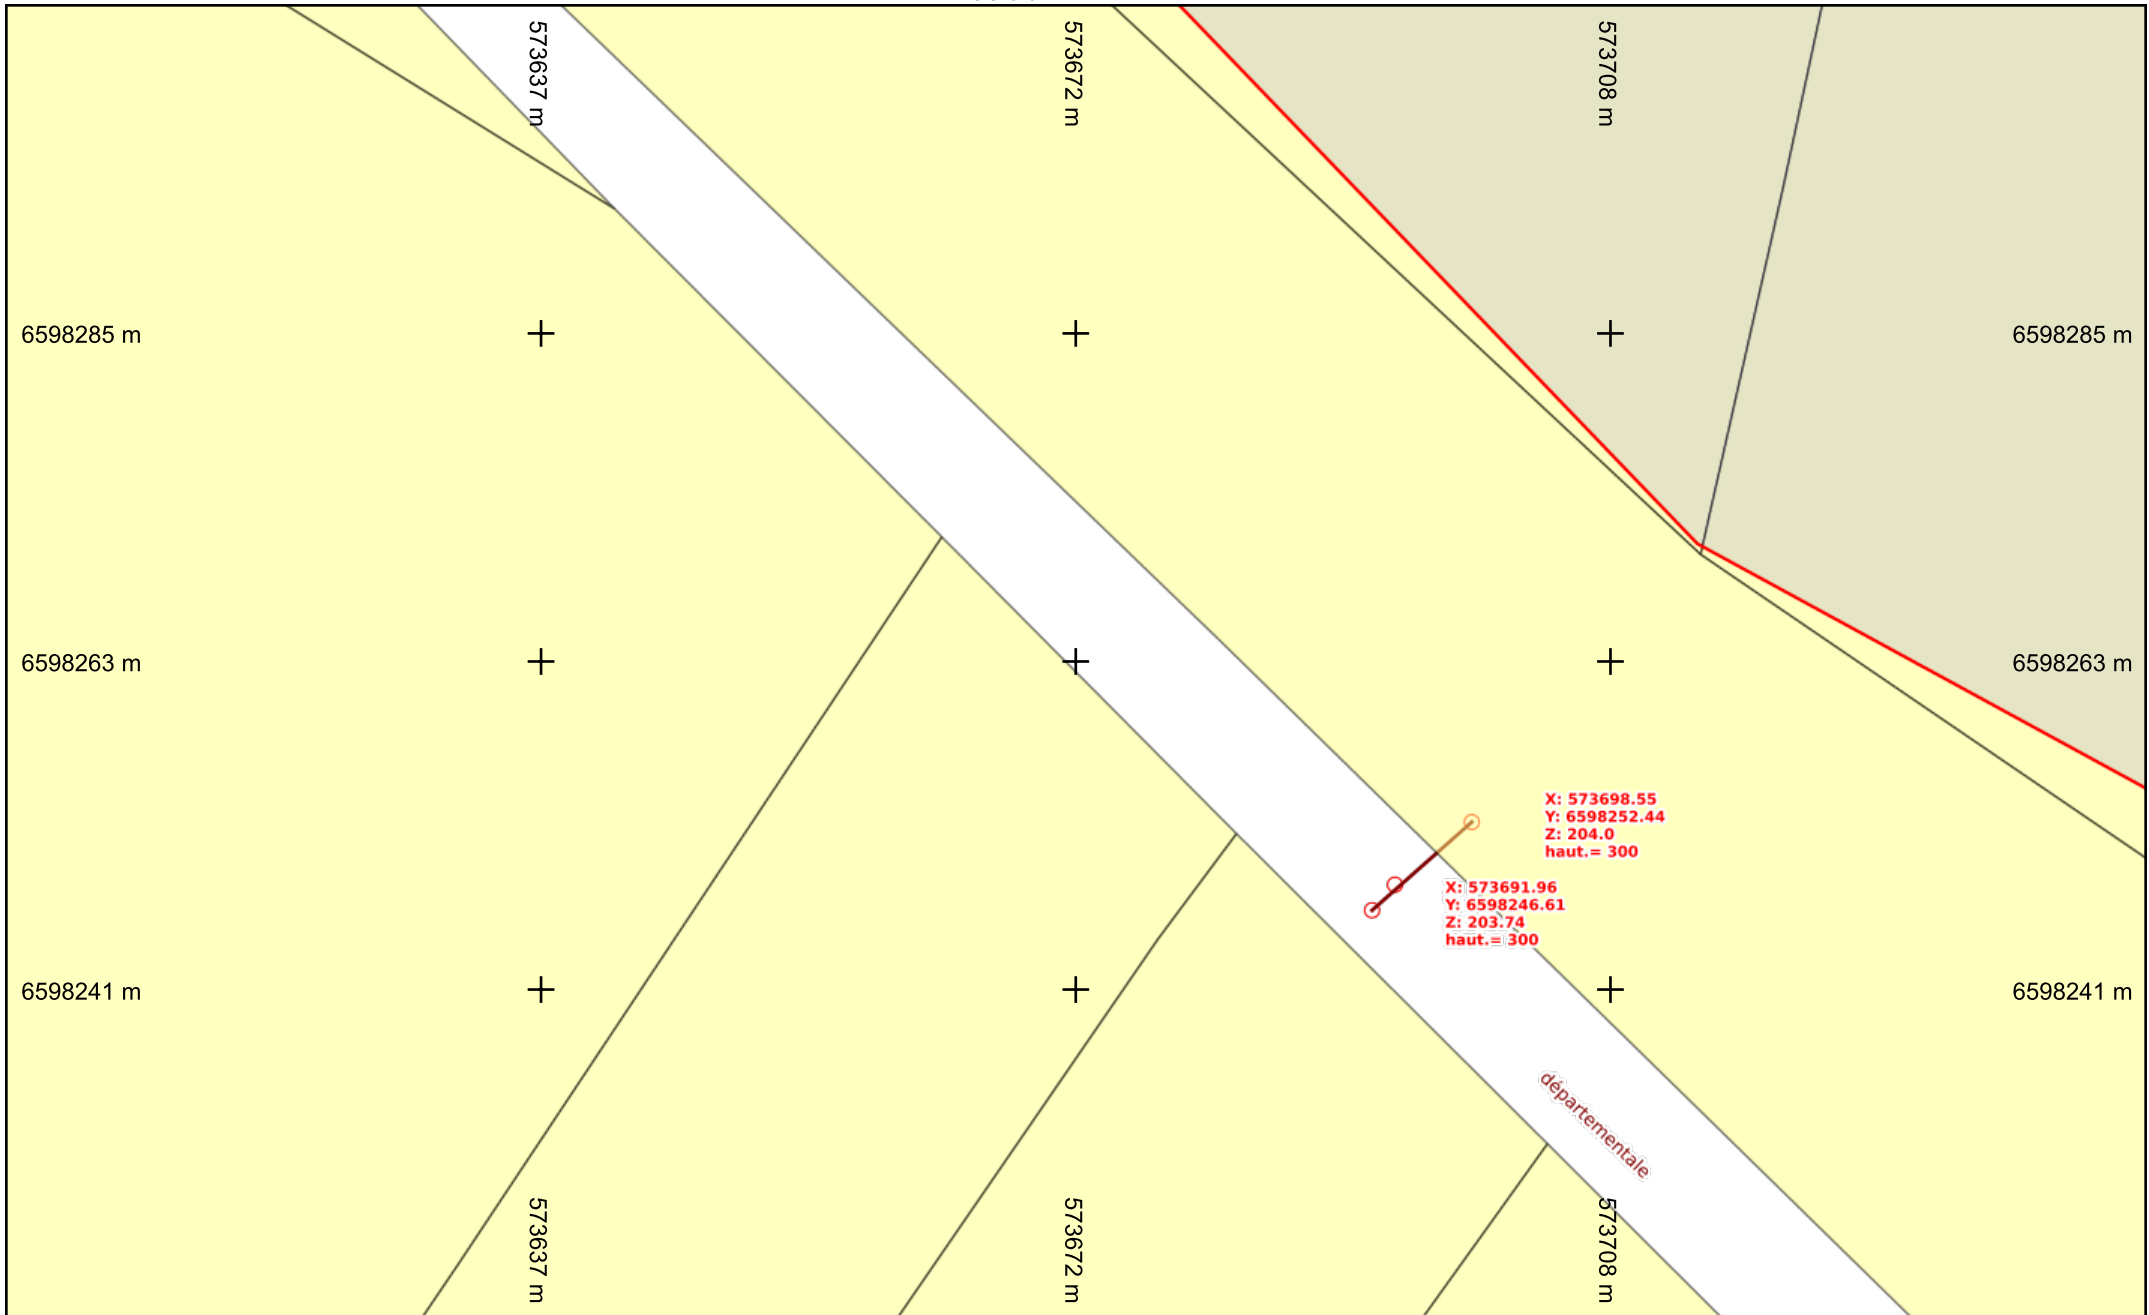 573637 m
573672 m
573708 m
6598285 m
6598285 m
6598263 m
6598263 m
X: 573698.55
Y: 6598252.44
Z: 204.0
haut.= 300
X: 573691.96
Y: 6598246.61
Z: 203.74
haut.= 300
6598241 m
6598241 m
départementale
573637 m
573672 m
573708 m